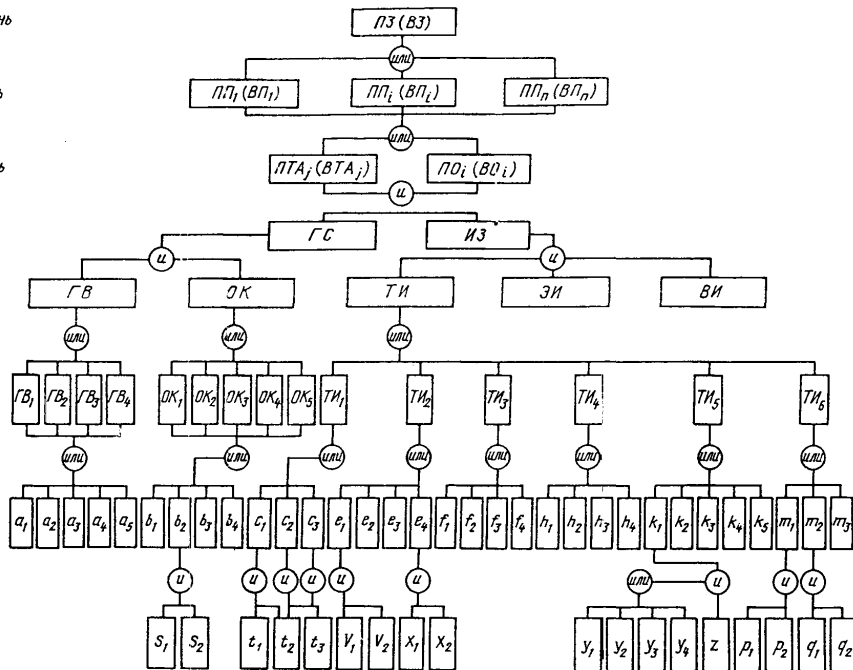 нь
ПЗ (ВЗ)
или
ь
ПП₁ (ВП₁) ППᵢ (ВПᵢ) ППₙ (ВПₙ)
или
ь
ПТАⱼ (ВТАⱼ) ПОᵢ (ВОᵢ)
и
ГС ИЗ
и и
ГВ ОК ТИ ЭИ ВИ
или или или
ГВ₁ ГВ₂ ГВ₃ ГВ₄ ОК₁ ОК₂ ОК₃ ОК₄ ОК₅ ТИ₁ ТИ₂ ТИ₃ ТИ₄ ТИ₅ ТИ₆
или или или или или или или или
a₁ a₂ a₃ a₄ a₅ b₁ b₂ b₃ b₄ c₁ c₂ c₃ e₁ e₂ e₃ e₄ f₁ f₂ f₃ f₄ h₁ h₂ h₃ h₄ k₁ k₂ k₃ k₄ k₅ m₁ m₂ m₃
и и и и и и или и и и
s₁ s₂ t₁ t₂ t₃ v₁ v₂ x₁ x₂ y₁ y₂ y₃ y₄ z p₁ p₂ q₁ q₂